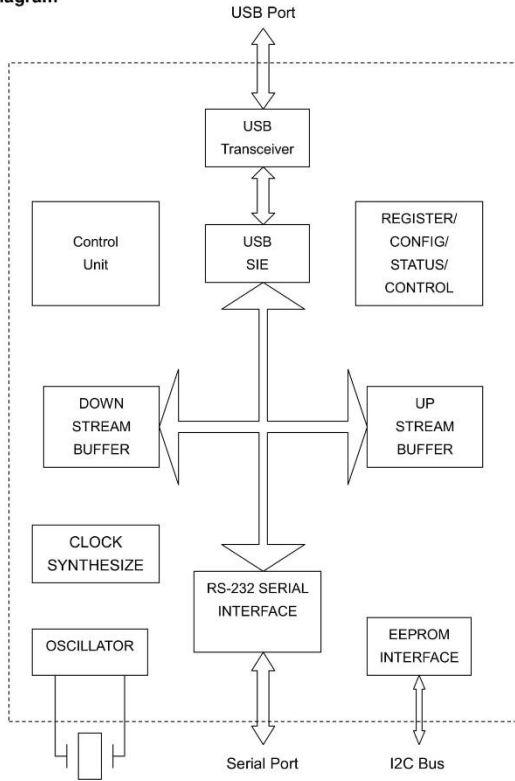 USB Port
USB
Transceiver
Control
Unit
USB
SIE
REGISTER/
CONFIG/
STATUS/
CONTROL
DOWN
STREAM
BUFFER
UP
STREAM
BUFFER
CLOCK
SYNTHESIZE
RS-232 SERIAL
INTERFACE
OSCILLATOR
EEPROM
INTERFACE
Serial Port
I2C Bus